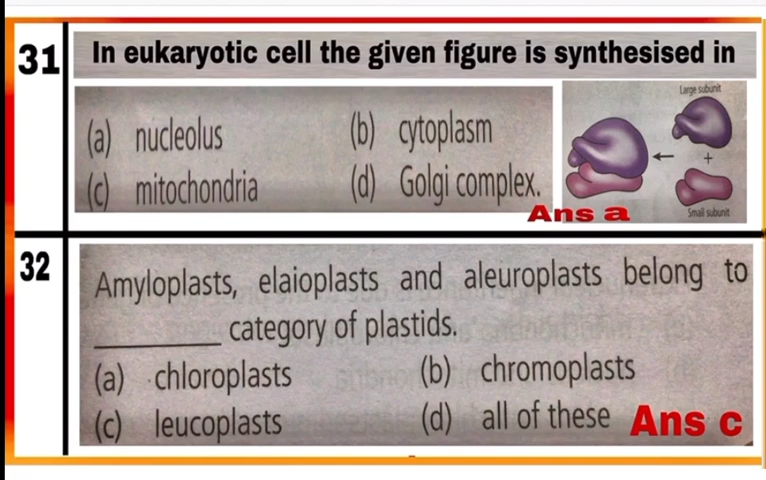 31 In eukaryotic cell the given figure is synthesised in
(a) nucleolus (b) cytoplasm
(c) mitochondria (d) Golgi complex.
Large subunit
+
Small subunit
Ans a
32 Amyloplasts, elaioplasts and aleuroplasts belong to
__________ category of plastids.
(a) chloroplasts (b) chromoplasts
(c) leucoplasts (d) all of these Ans c